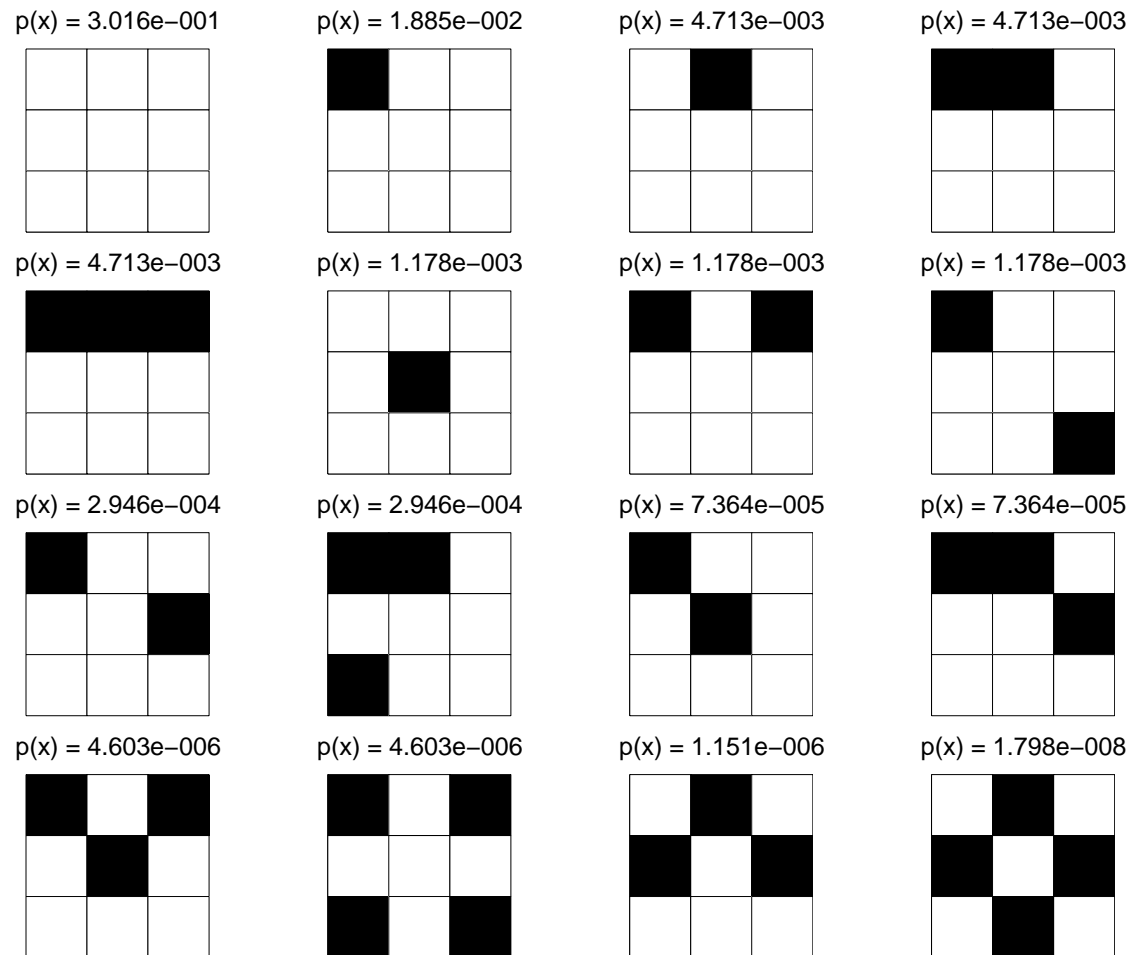 p(x) = 3.016e−001 p(x) = 1.885e−002 p(x) = 4.713e−003 p(x) = 4.713e−003
p(x) = 4.713e−003 p(x) = 1.178e−003 p(x) = 1.178e−003 p(x) = 1.178e−003
p(x) = 2.946e−004 p(x) = 2.946e−004 p(x) = 7.364e−005 p(x) = 7.364e−005
p(x) = 4.603e−006 p(x) = 4.603e−006 p(x) = 1.151e−006 p(x) = 1.798e−008